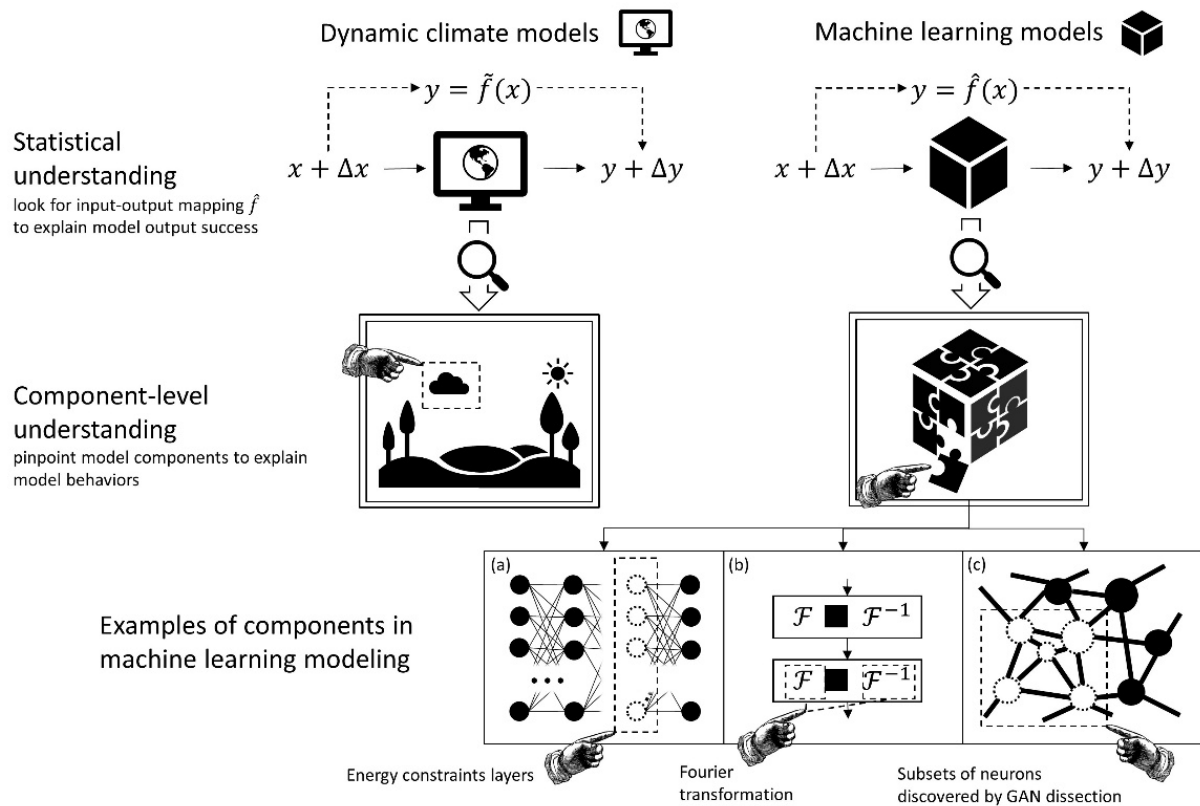 Dynamic climate models
Machine learning models
y = f̃(x)
y = f̂(x)
Statistical
understanding
look for input-output mapping f̂
to explain model output success
x + Δx
y + Δy
x + Δx
y + Δy
Component-level
understanding
pinpoint model components to explain
model behaviors
Examples of components in
machine learning modeling
(a)
(b)
(c)
ℱ ℱ⁻¹
ℱ ℱ⁻¹
Energy constraints layers
Fourier
transformation
Subsets of neurons
discovered by GAN dissection